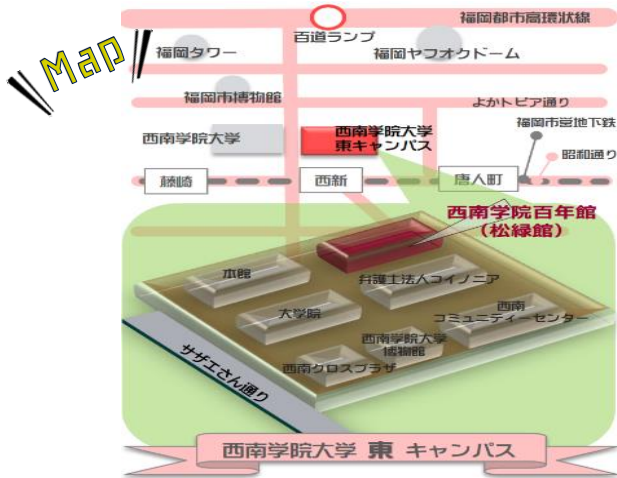 Map
福岡都市高環状線
百道ランプ
福岡タワー
福岡ヤフオクドーム
福岡市博物館
よかトピア通り
西南学院大学
西南学院大学
東キャンパス
福岡市営地下鉄
昭和通り
藤崎
西新
唐人町
西南学院百年館
(松緑館)
本館
弁護士法人コイノニア
大学院
西南
コミュニティーセンター
西南学院大学
博物館
西南クロスプラザ
サザエさん通り
西南学院大学 東 キャンパス